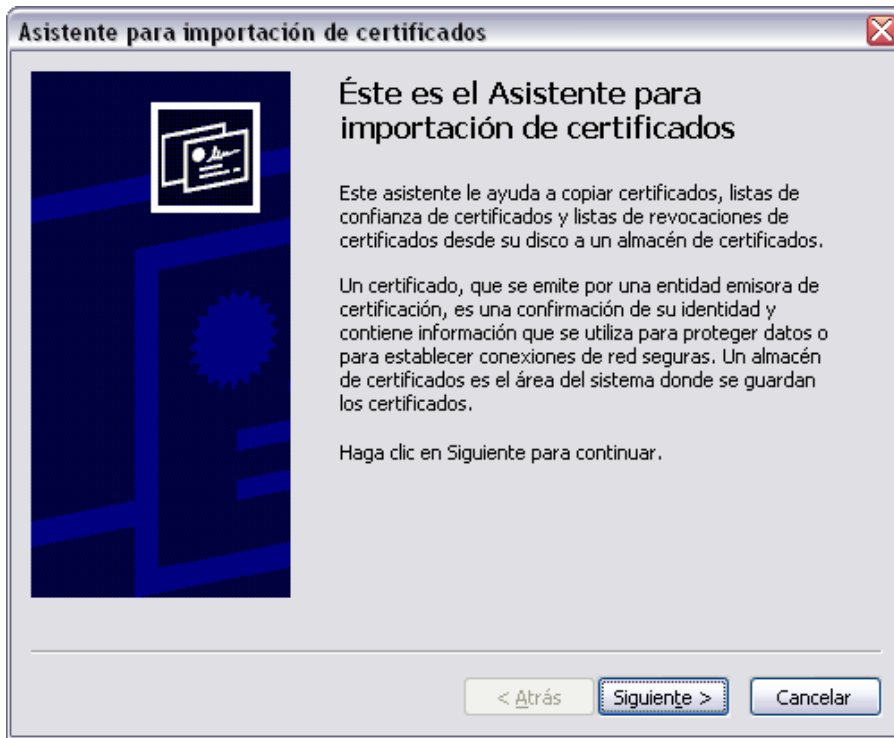 Asistente para importación de certificados
Éste es el Asistente para
importación de certificados
Este asistente le ayuda a copiar certificados, listas de
confianza de certificados y listas de revocaciones de
certificados desde su disco a un almacén de certificados.
Un certificado, que se emite por una entidad emisora de
certificación, es una confirmación de su identidad y
contiene información que se utiliza para proteger datos o
para establecer conexiones de red seguras. Un almacén
de certificados es el área del sistema donde se guardan
los certificados.
Haga clic en Siguiente para continuar.
< Atrás Siguiente > Cancelar